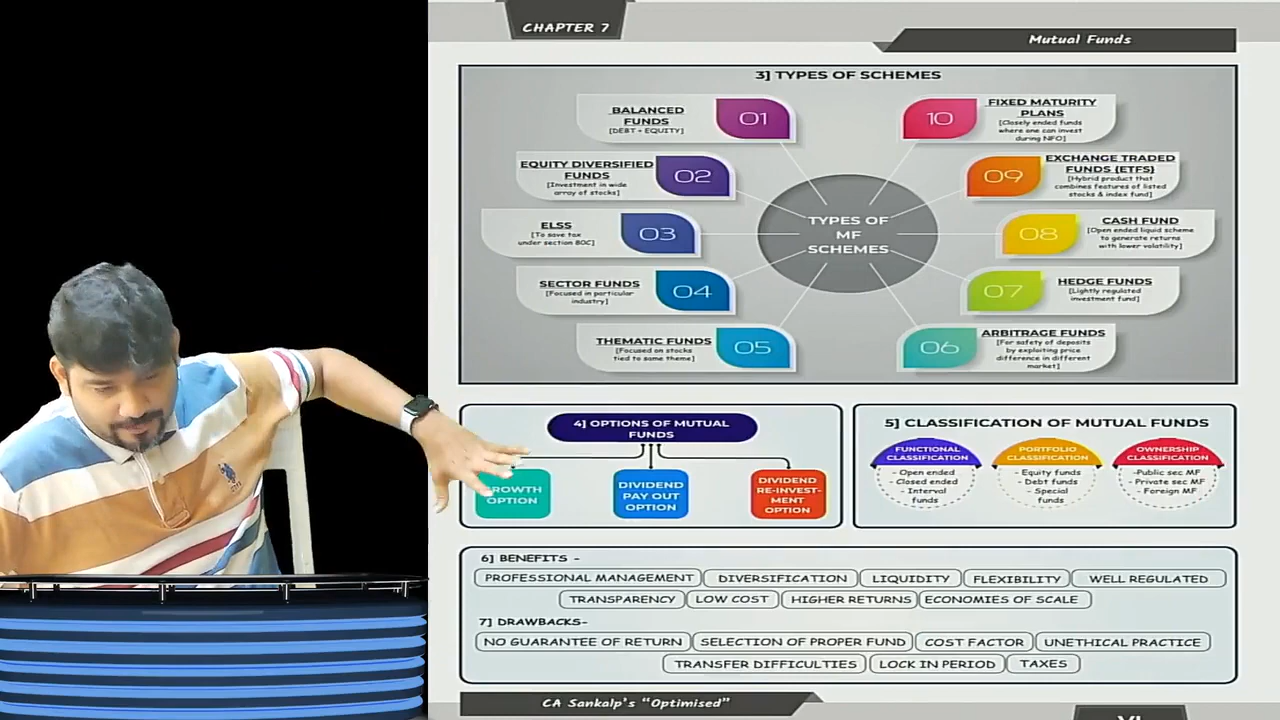 CHAPTER 7
Mutual Funds
3] TYPES OF SCHEMES
BALANCED
FUNDS
[DEBT + EQUITY]
01
EQUITY DIVERSIFIED
FUNDS
[Investment in wide
array of stocks]
02
ELSS
[To save tax
under section 80C]
03
SECTOR FUNDS
[Focused in particular
industry]
04
THEMATIC FUNDS
[Focused on stocks
tied to some theme]
05
TYPES OF
MF
SCHEMES
10
FIXED MATURITY
PLANS
[Closely ended funds
where one can invest
during NFO]
09
EXCHANGE TRADED
FUNDS (ETFS)
[Hybrid product that
combines features of listed
stocks & index fund]
08
CASH FUND
[Open ended liquid scheme
to generate returns
with lower volatility]
07
HEDGE FUNDS
[Lightly regulated
investment fund]
06
ARBITRAGE FUNDS
[For safety of deposits
by exploiting price
difference in different
market]
4] OPTIONS OF MUTUAL
FUNDS
GROWTH
OPTION
DIVIDEND
PAY OUT
OPTION
DIVIDEND
RE-INVEST-
MENT
OPTION
5] CLASSIFICATION OF MUTUAL FUNDS
FUNCTIONAL
CLASSIFICATION
- Open ended
- Closed ended
- Interval
funds
PORTFOLIO
CLASSIFICATION
- Equity funds
- Debt funds
- Special
funds
OWNERSHIP
CLASSIFICATION
-Public sec MF
- Private sec MF
- Foreign MF
6] BENEFITS -
PROFESSIONAL MANAGEMENT DIVERSIFICATION LIQUIDITY FLEXIBILITY WELL REGULATED
TRANSPARENCY LOW COST HIGHER RETURNS ECONOMIES OF SCALE
7] DRAWBACKS-
NO GUARANTEE OF RETURN SELECTION OF PROPER FUND COST FACTOR UNETHICAL PRACTICE
TRANSFER DIFFICULTIES LOCK IN PERIOD TAXES
CA Sankalp's "Optimised"